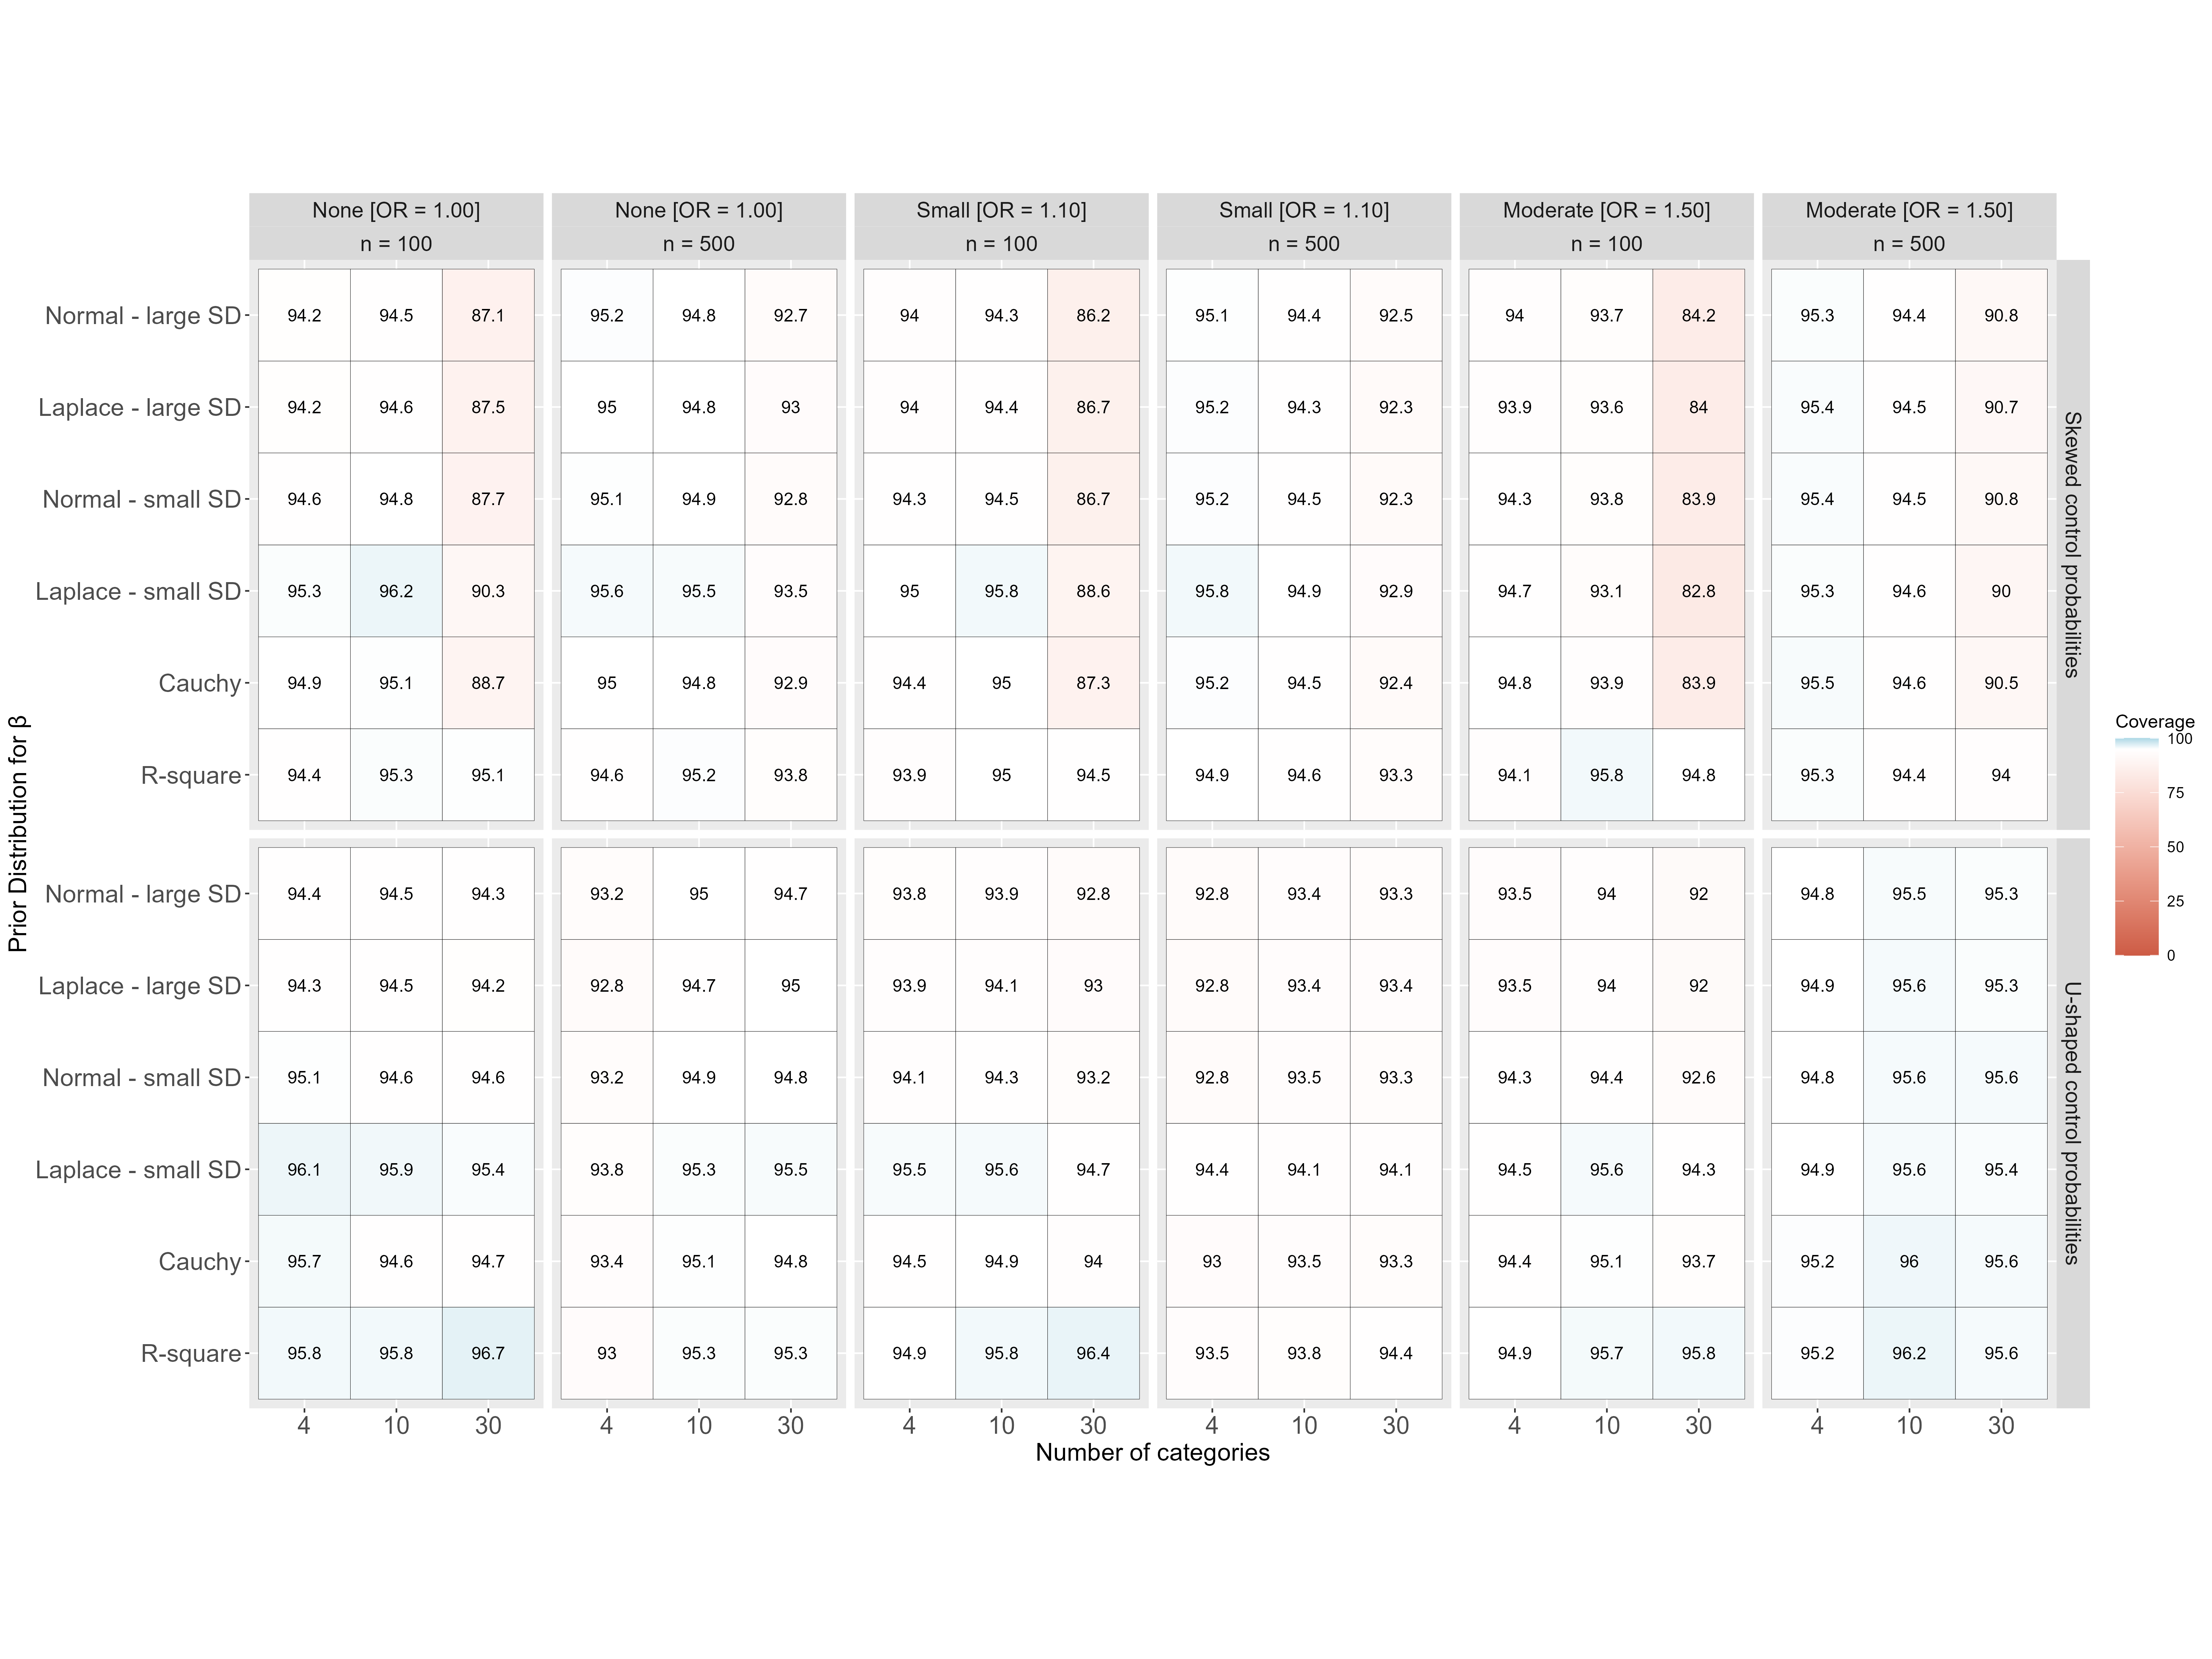 None [OR = 1.00] None [OR = 1.00] Small [OR = 1.10] Small [OR = 1.10] Moderate [OR = 1.50] Moderate [OR = 1.50]
n = 100 n = 500 n = 100 n = 500 n = 100 n = 500
Normal - large SD 94.2 94.5 87.1 95.2 94.8 92.7 94 94.3 86.2 95.1 94.4 92.5 94 93.7 84.2 95.3 94.4 90.8
Laplace - large SD 94.2 94.6 87.5 95 94.8 93 94 94.4 86.7 95.2 94.3 92.3 93.9 93.6 84 95.4 94.5 90.7
Normal - small SD 94.6 94.8 87.7 95.1 94.9 92.8 94.3 94.5 86.7 95.2 94.5 92.3 94.3 93.8 83.9 95.4 94.5 90.8
Laplace - small SD 95.3 96.2 90.3 95.6 95.5 93.5 95 95.8 88.6 95.8 94.9 92.9 94.7 93.1 82.8 95.3 94.6 90
Cauchy 94.9 95.1 88.7 95 94.8 92.9 94.4 95 87.3 95.2 94.5 92.4 94.8 93.9 83.9 95.5 94.6 90.5
R-square 94.4 95.3 95.1 94.6 95.2 93.8 93.9 95 94.5 94.9 94.6 93.3 94.1 95.8 94.8 95.3 94.4 94
Skewed control probabilities
Normal - large SD 94.4 94.5 94.3 93.2 95 94.7 93.8 93.9 92.8 92.8 93.4 93.3 93.5 94 92 94.8 95.5 95.3
Laplace - large SD 94.3 94.5 94.2 92.8 94.7 95 93.9 94.1 93 92.8 93.4 93.4 93.5 94 92 94.9 95.6 95.3
Normal - small SD 95.1 94.6 94.6 93.2 94.9 94.8 94.1 94.3 93.2 92.8 93.5 93.3 94.3 94.4 92.6 94.8 95.6 95.6
Laplace - small SD 96.1 95.9 95.4 93.8 95.3 95.5 95.5 95.6 94.7 94.4 94.1 94.1 94.5 95.6 94.3 94.9 95.6 95.4
Cauchy 95.7 94.6 94.7 93.4 95.1 94.8 94.5 94.9 94 93 93.5 93.3 94.4 95.1 93.7 95.2 96 95.6
R-square 95.8 95.8 96.7 93 95.3 95.3 94.9 95.8 96.4 93.5 93.8 94.4 94.9 95.7 95.8 95.2 96.2 95.6
U-shaped control probabilities
4 10 30 4 10 30 4 10 30 4 10 30 4 10 30 4 10 30
Number of categories
Prior Distribution for β
Coverage
100
75
50
25
0